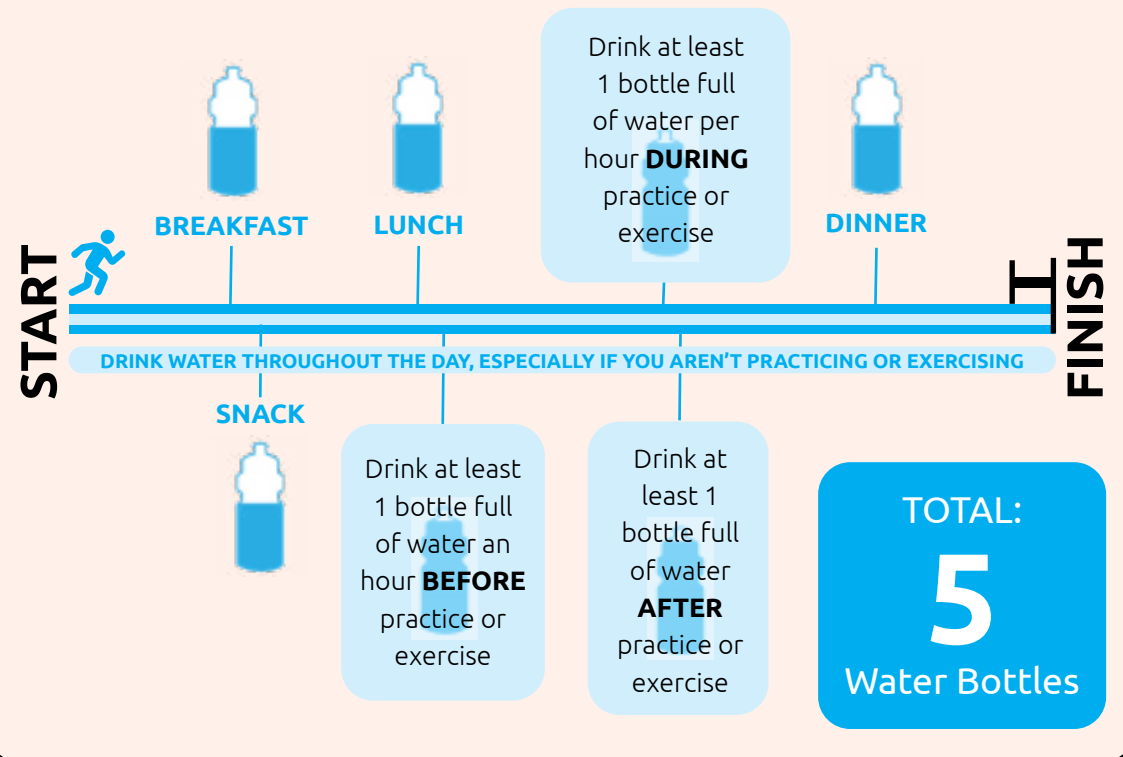 START
BREAKFAST
LUNCH
Drink at least
1 bottle full
of water per
hour DURING
practice or
exercise
DINNER
FINISH
DRINK WATER THROUGHOUT THE DAY, ESPECIALLY IF YOU AREN'T PRACTICING OR EXERCISING
SNACK
Drink at least
1 bottle full
of water an
hour BEFORE
practice or
exercise
Drink at
least 1
bottle full
of water
AFTER
practice or
exercise
TOTAL:
5
Water Bottles